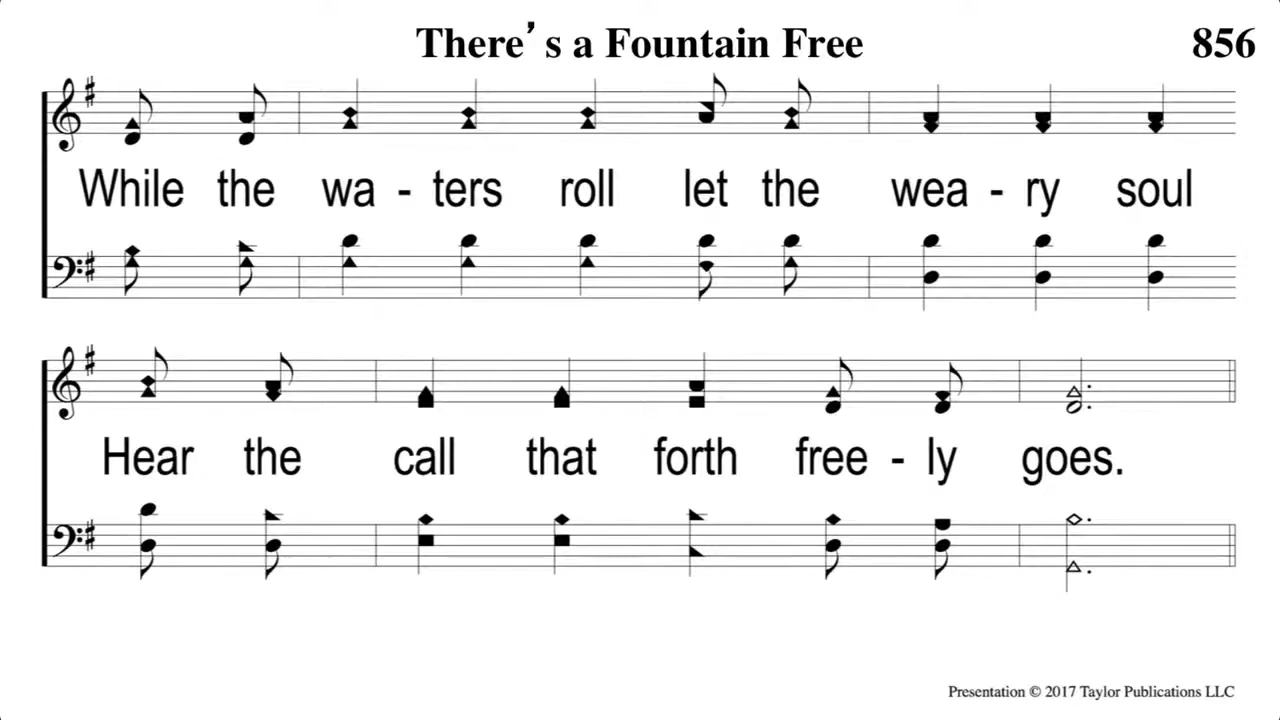 There's a Fountain Free
856
While the wa - ters roll let the wea - ry soul
Hear the call that forth free - ly goes.
Presentation © 2017 Taylor Publications LLC